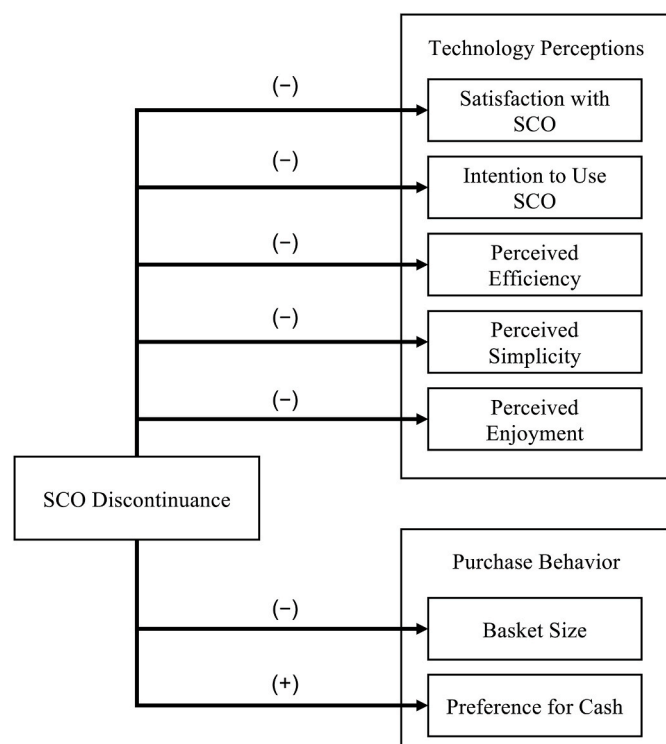 Technology Perceptions
(−)
Satisfaction with
SCO
(−)
Intention to Use
SCO
(−)
Perceived
Efficiency
(−)
Perceived
Simplicity
(−)
Perceived
Enjoyment
SCO Discontinuance
Purchase Behavior
(−)
Basket Size
(+)
Preference for Cash